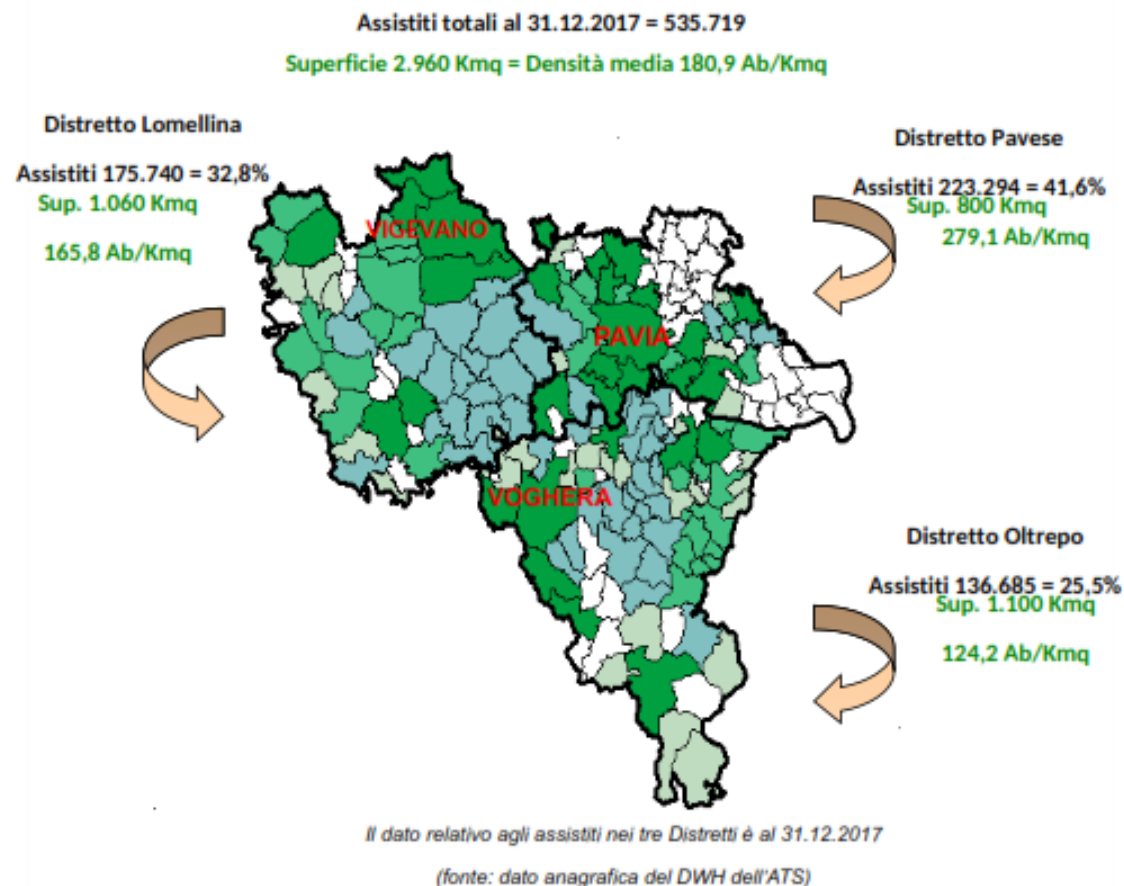 Assistiti totali al 31.12.2017 = 535.719
Superficie 2.960 Kmq = Densità media 180,9 Ab/Kmq
Distretto Lomellina
Assistiti 175.740 = 32,8%
Sup. 1.060 Kmq
165,8 Ab/Kmq
Distretto Pavese
Assistiti 223.294 = 41,6%
Sup. 800 Kmq
279,1 Ab/Kmq
VIGEVANO
PAVIA
VOGHERA
Distretto Oltrepo
Assistiti 136.685 = 25,5%
Sup. 1.100 Kmq
124,2 Ab/Kmq
Il dato relativo agli assistiti nei tre Distretti è al 31.12.2017
(fonte: dato anagrafica del DWH dell'ATS)